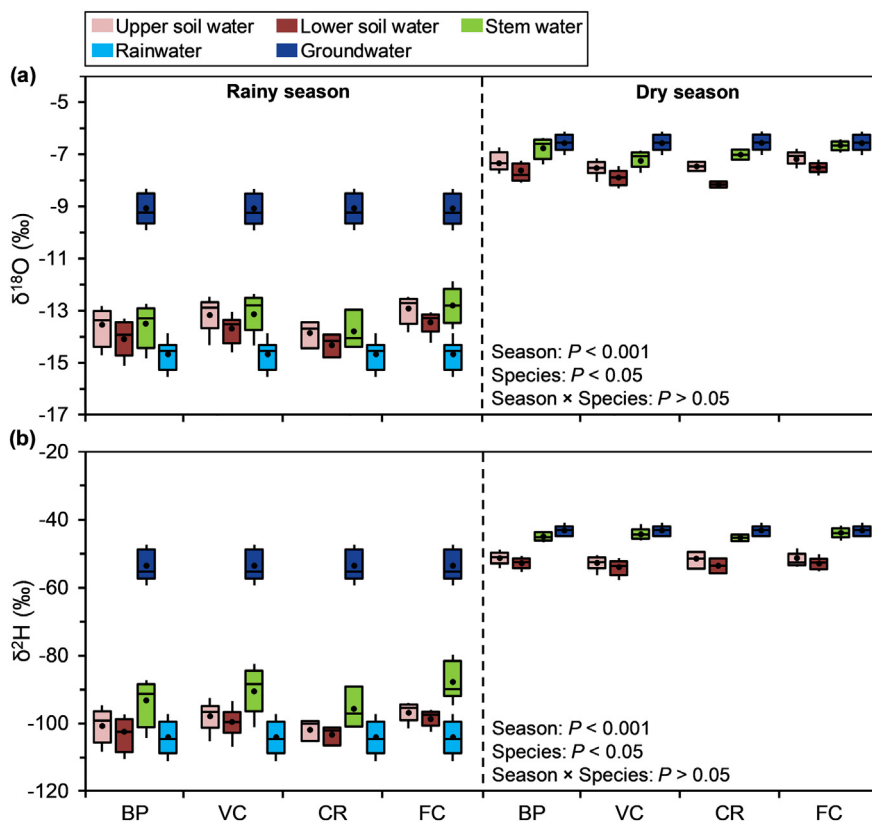 Upper soil water Lower soil water Stem water
Rainwater Groundwater
(a)
Rainy season Dry season
-5
-7
-9
-11
-13
-15
-17
δ¹⁸O (‰)
Season: P < 0.001
Species: P < 0.05
Season × Species: P > 0.05
(b)
-20
-40
-60
-80
-100
-120
δ²H (‰)
Season: P < 0.001
Species: P < 0.05
Season × Species: P > 0.05
BP VC CR FC BP VC CR FC